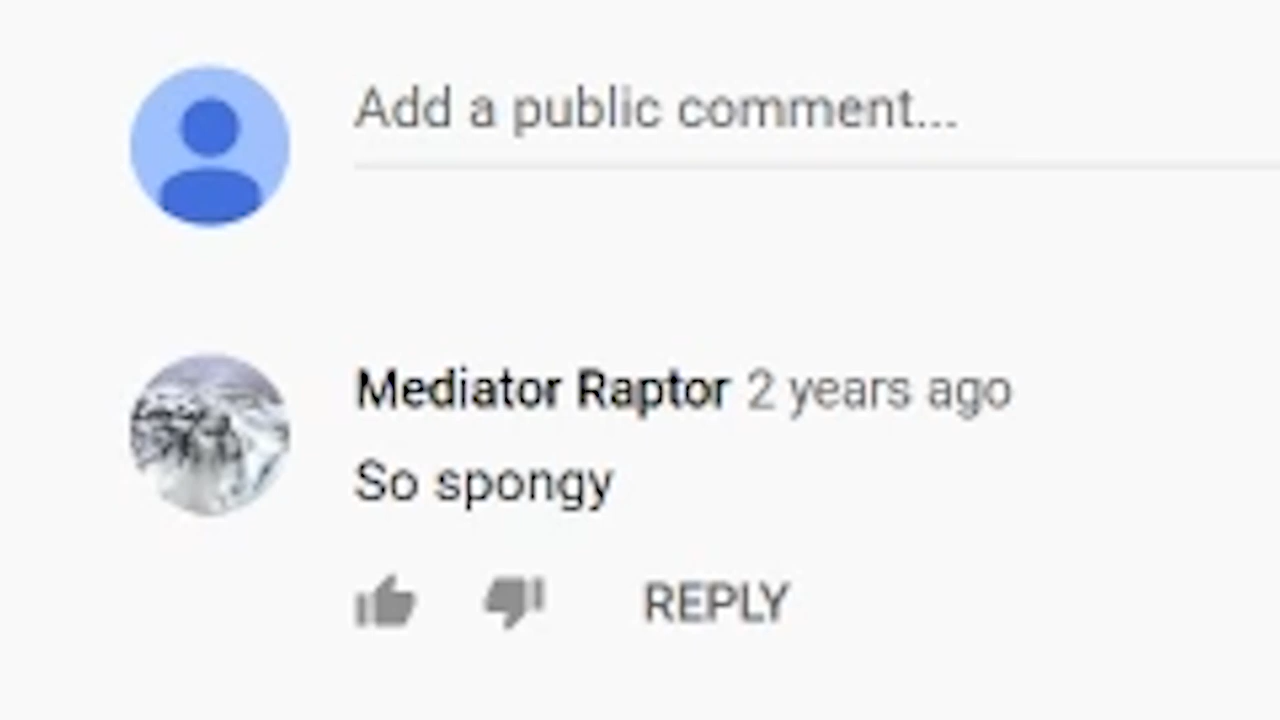 Add a public comment...
Mediator Raptor 2 years ago
So spongy
REPLY